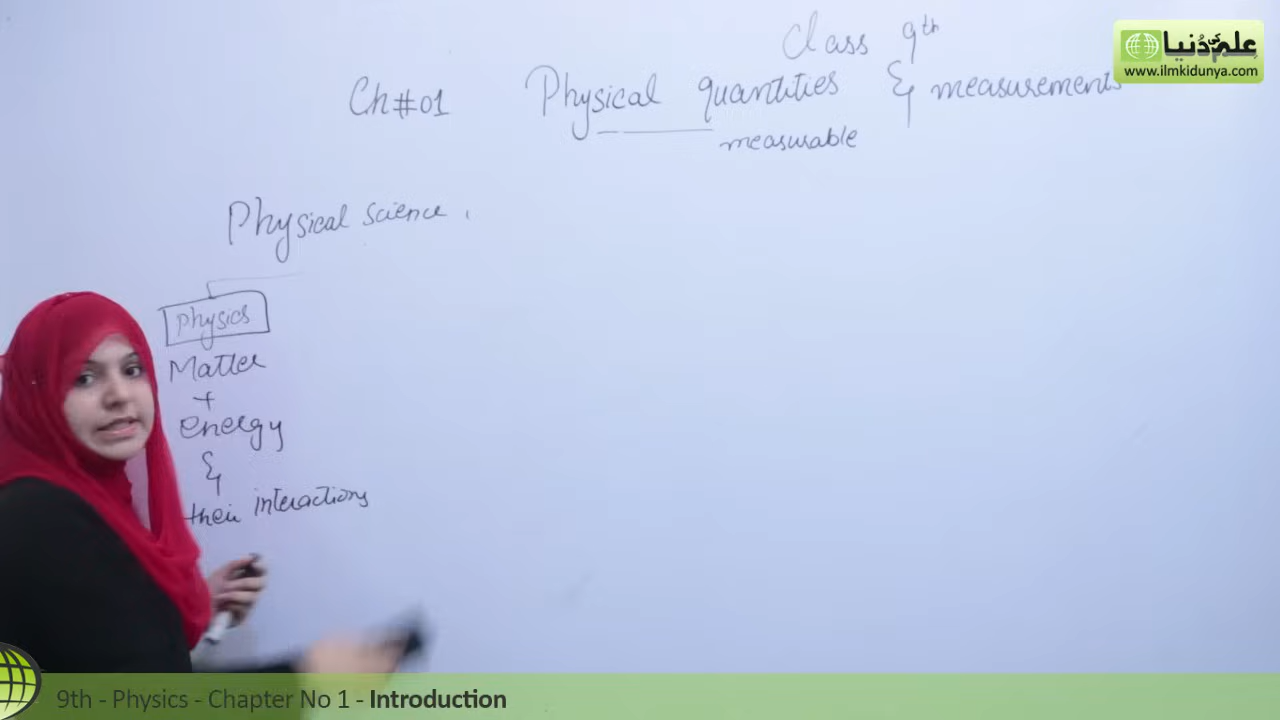 Class 9th
علم کی دُنیا
www.ilmkidunya.com
Ch#01 Physical quantities & measurements
measurable
Physical science.
Physics
Matter
+
energy
&
their interactions
9th - Physics - Chapter No 1 - Introduction